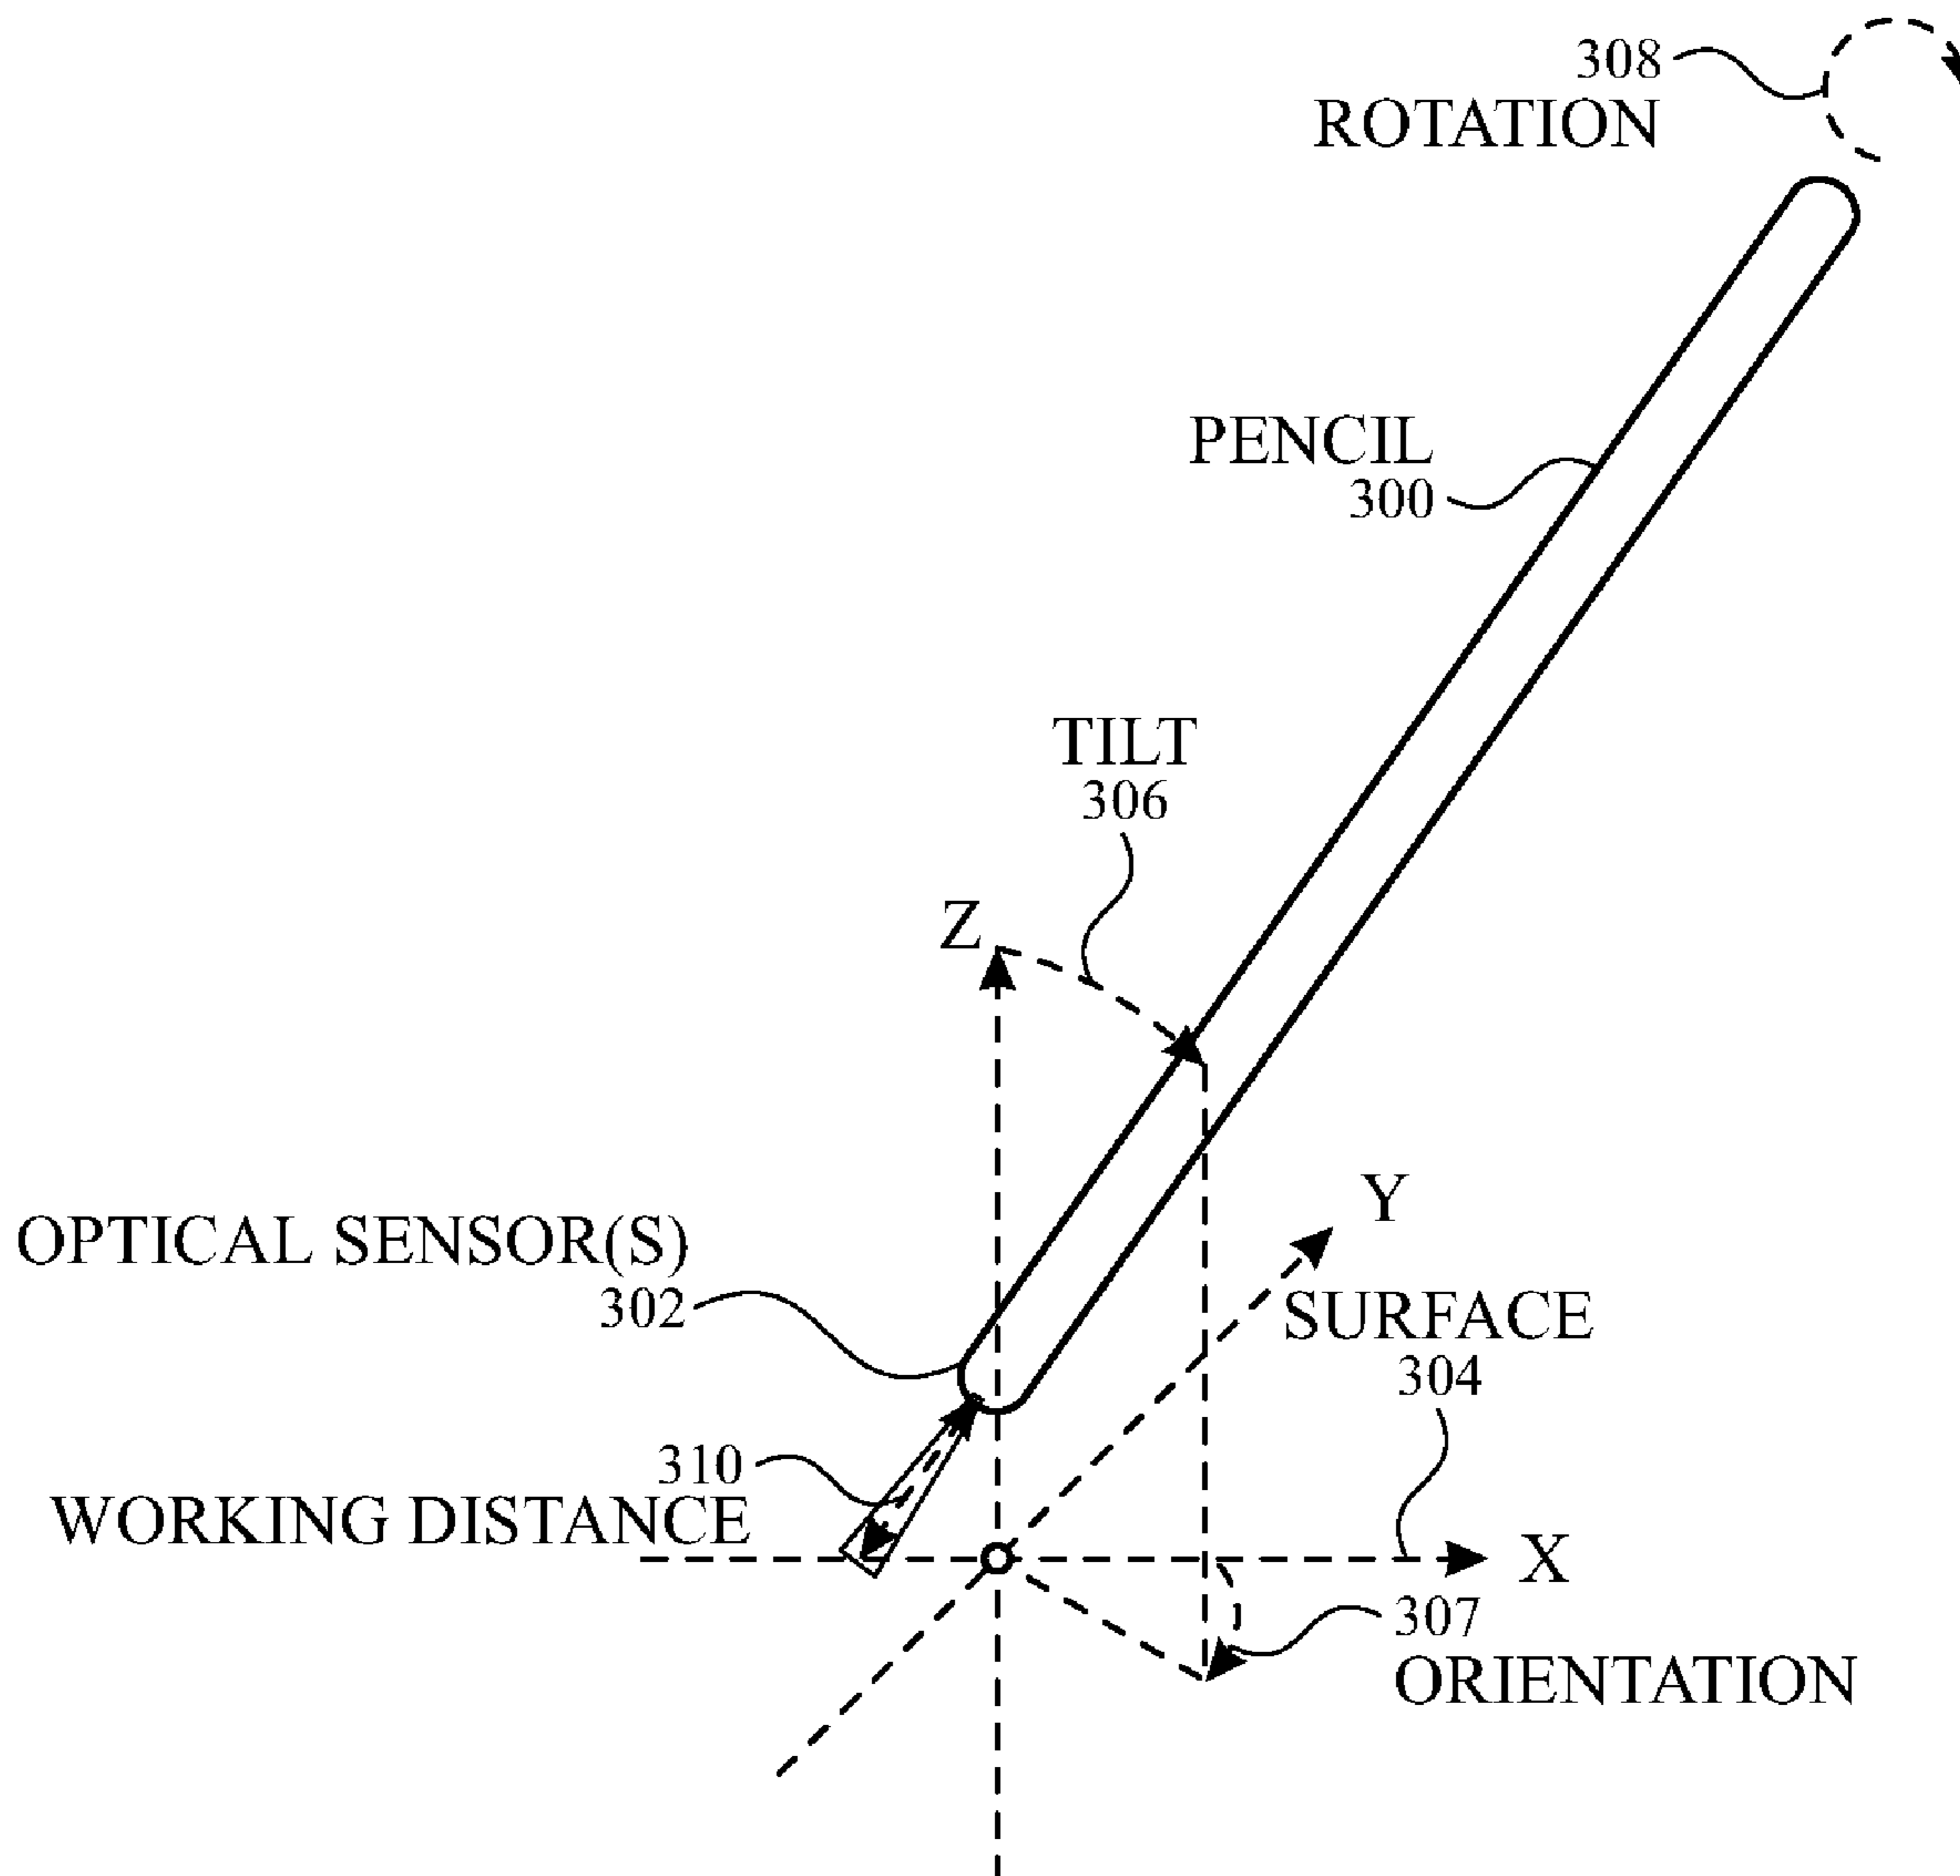 308
ROTATION
PENCIL
300
TILT
306
Z
Y
OPTICAL SENSOR(S)
302
SURFACE
304
310
WORKING DISTANCE
X
307
ORIENTATION